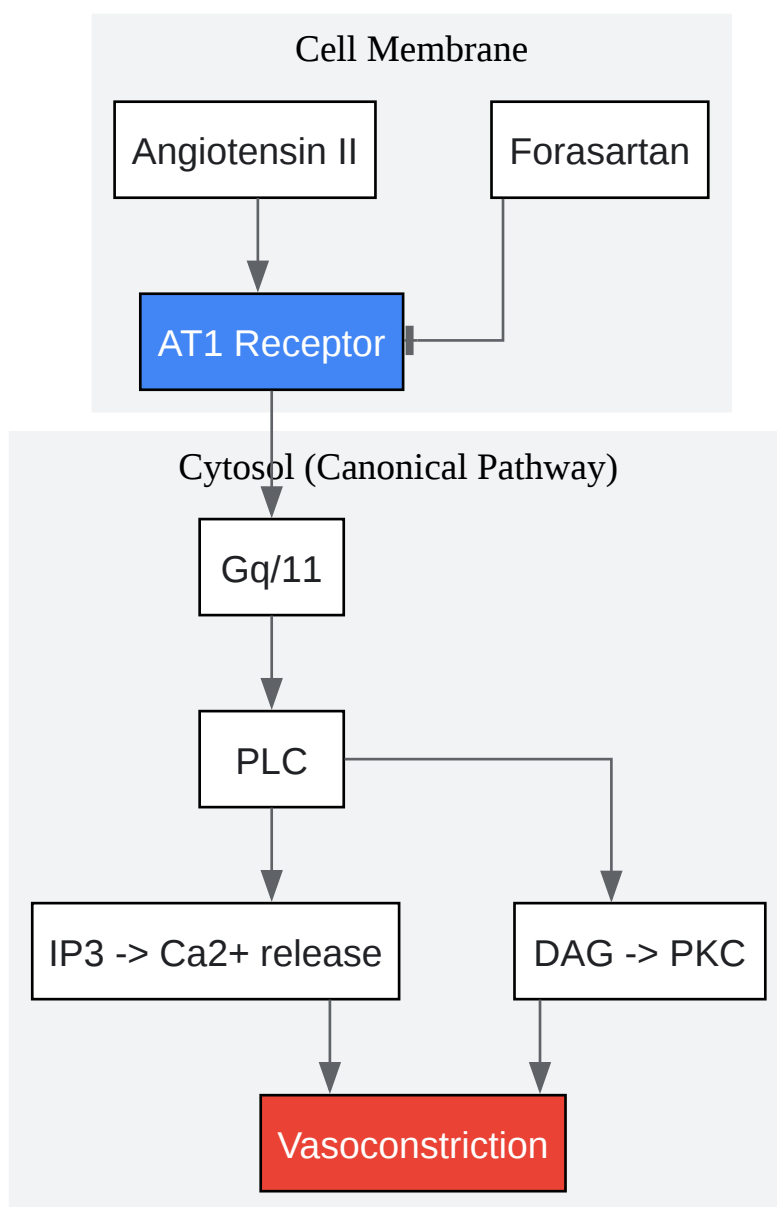 Cell Membrane
Angiotensin II
Forasartan
AT1 Receptor
Cytosol (Canonical Pathway)
Gq/11
PLC
IP3 -> Ca2+ release
DAG -> PKC
Vasoconstriction